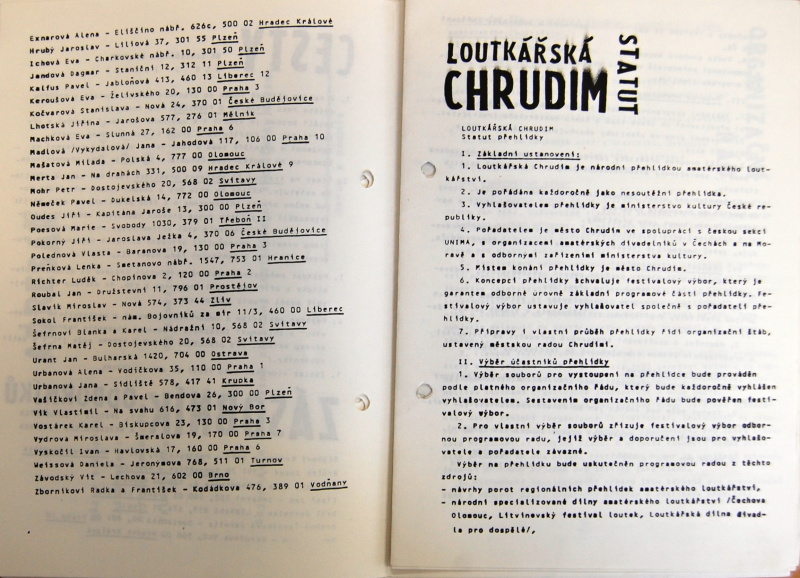 Exnarová Alena - Eliščino nábř. 626c, 500 02 Hradec Králové
Hrubý Jaroslav - Liliová 37, 301 55 Plzeň
Ichová Eva - Charkovské nábř. 10, 301 50 Plzeň
Jandová Dagmar - Staniční 12, 312 11 Plzeň
Kalfus Pavel - Jabloňová 413, 460 13 Liberec 12
Keroušová Eva - Želivského 20, 130 00 Praha 3
Kočvarová Stanislava - Nová 24, 370 01 České Budějovice
Lhotská Jiřina - Jarošova 577, 276 01 Mělník
Machková Eva - Slunná 27, 162 00 Praha 6
Madlová /Vykydalová/ Jana - Jahodová 117, 106 00 Praha 10
Mašatová Milada - Polská 4, 777 00 Olomouc
Merta Jan - Na drahách 331, 500 09 Hradec Králové 9
Mohr Petr - Dostojevského 20, 568 02 Svitavy
Němeček Pavel - Dukelská 14, 772 00 Olomouc
Oudes Jiří - Kapitána Jaroše 13, 300 00 Plzeň
Poesová Marie - Svobody 1030, 379 01 Třeboň II
Pokorný Jiří - Jaroslava Ježka 4, 370 06 České Budějovice
Polednová Vlasta - Baranova 19, 130 00 Praha 3
Preňková Lenka - Smetanovo nábř. 1547, 753 01 Hranice
Richter Luděk - Chopinova 2, 120 00 Praha 2
Roubal Jan - Družstevní 11, 796 01 Prostějov
Slavík Miroslav - Nová 574, 373 44 Zliv
Sokol František - nám. Bojovníků za mír 11/3, 460 00 Liberec
Šefrnovi Blanka a Karel - Nádražní 10, 568 02 Svitavy
Šefrna Matěj - Dostojevského 20, 568 02 Svitavy
Urant Jan - Bulharská 1420, 704 00 Ostrava
Urbanová Alena - Vodičkova 35, 110 00 Praha 1
Urbanová Jana - Sídliště 578, 417 41 Krupka
Vašíčkovi Zdena a Pavel - Bendova 26, 300 00 Plzeň
Vik Vlastimil - Na svahu 616, 473 01 Nový Bor
Vostárek Karel - Biskupcova 23, 130 00 Praha 3
Vydrová Miroslava - Šmeralova 19, 170 00 Praha 7
Vyskočil Ivan - Havlovská 17, 160 00 Praha 6
Weissová Daniela - Jeronymova 768, 511 01 Turnov
Závodský Vít - Lechova 21, 602 00 Brno
Zborníkovi Radka a František - Kodádkova 476, 389 01 Vodňany
LOUTKÁŘSKÁ
CHRUDIM
STATUT
LOUTKÁŘSKÁ CHRUDIM
Statut přehlídky
I. Základní ustanovení:
1. Loutkářská Chrudim je národní přehlídkou amatérského lout-
kářství.
2. Je pořádána každoročně jako nesoutěžní přehlídka.
3. Vyhlašovatelem přehlídky je ministerstvo kultury České re-
publiky.
4. Pořadatelem je město Chrudim ve spolupráci s českou sekcí
UNIMA, s organizacemi amatérských divadelníků v Čechách a na Mo-
ravě a s odbornými zařízeními ministerstva kultury.
5. Místem konání přehlídky je město Chrudim.
6. Koncepci přehlídky schvaluje festivalový výbor, který je
garantem odborné úrovně základní programové části přehlídky. Fe-
stivalový výbor ustavuje vyhlašovatel společně s pořadateli pře-
hlídky.
7. Přípravy i vlastní průběh přehlídky řídí organizační štáb,
ustavený městskou radou Chrudimi.
II. Výběr účastníků přehlídky
1. Výběr souborů pro vystoupení na přehlídce bude prováděn
podle platného organizačního řádu, který bude každoročně vyhlášen
vyhlašovatelem. Sestavením organizačního řádu bude pověřen festi-
valový výbor.
2. Pro vlastní výběr souborů zřizuje festivalový výbor odbor-
nou programovou radu, jejíž výběr a doporučení jsou pro vyhlašo-
vatele a pořadatele závazné.
Výběr na přehlídku bude uskutečněn programovou radou z těchto
zdrojů:
- návrhy porot regionálních přehlídek amatérského loutkářství,
- národní specializované dílny amatérského loutkářství /Čechova
Olomouc, Litvínovský festival loutek, Loutkářská dílna divad-
la pro dospělé/,